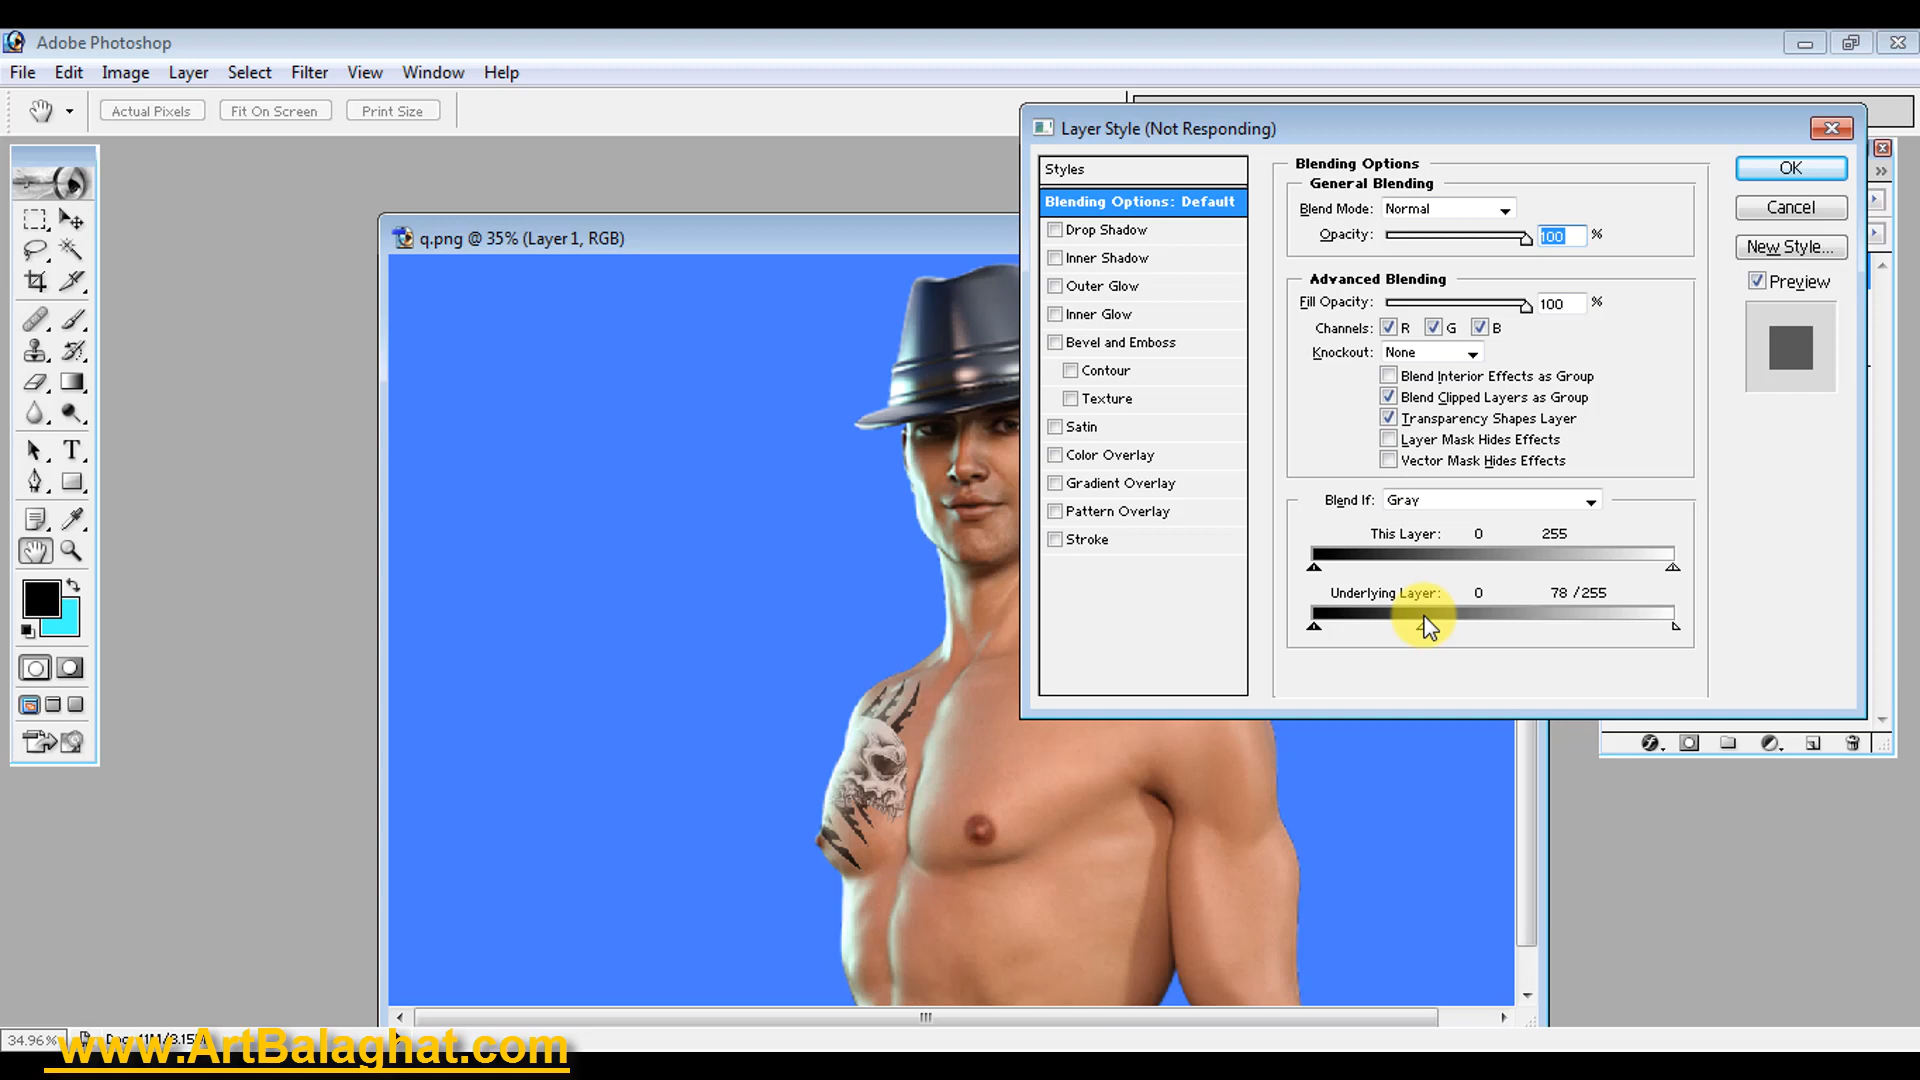 Adobe Photoshop
File Edit Image Layer Select Filter View Window Help
Actual Pixels Fit On Screen Print Size
q.png @ 35% (Layer 1, RGB)
Layer Style (Not Responding)
Styles
Blending Options: Default
Drop Shadow
Inner Shadow
Outer Glow
Inner Glow
Bevel and Emboss
Contour
Texture
Satin
Color Overlay
Gradient Overlay
Pattern Overlay
Stroke
Blending Options
General Blending
Blend Mode: Normal
Opacity: 100 %
Advanced Blending
Fill Opacity: 100 %
Channels: R G B
Knockout: None
Blend Interior Effects as Group
Blend Clipped Layers as Group
Transparency Shapes Layer
Layer Mask Hides Effects
Vector Mask Hides Effects
Blend If: Gray
This Layer: 0 255
Underlying Layer: 0 78 /255
OK
Cancel
New Style...
Preview
34.96%
www.ArtBalaghat.com